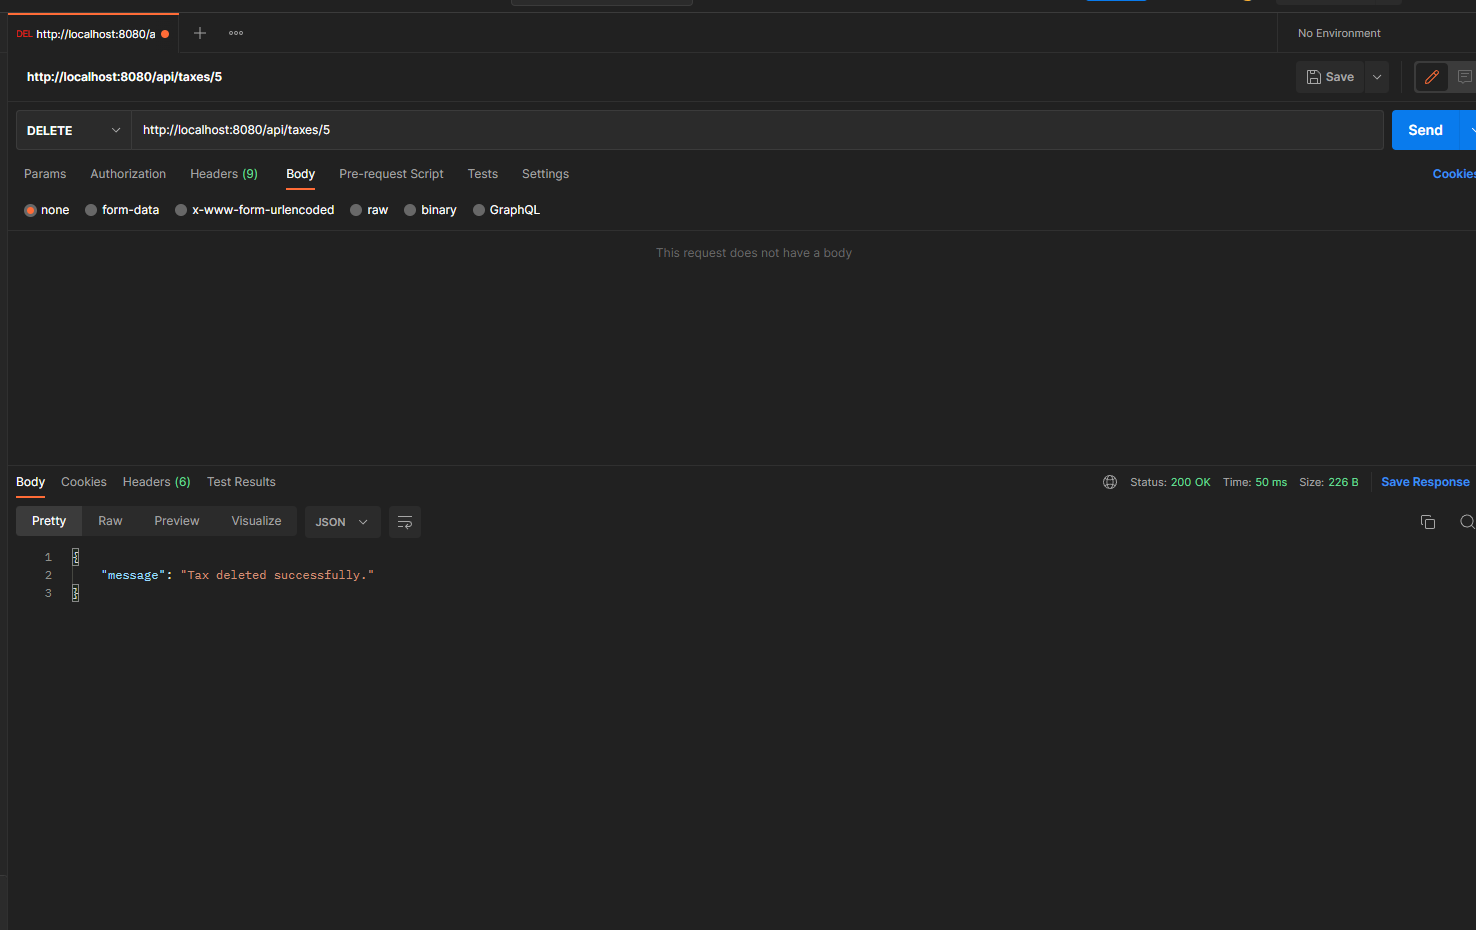 DEL http://localhost:8080/a
No Environment
http://localhost:8080/api/taxes/5
Save
DELETE http://localhost:8080/api/taxes/5 Send
Params Authorization Headers (9) Body Pre-request Script Tests Settings Cookies
none form-data x-www-form-urlencoded raw binary GraphQL
This request does not have a body
Body Cookies Headers (6) Test Results Status: 200 OK Time: 50 ms Size: 226 B Save Response
Pretty Raw Preview Visualize JSON
1 {
2 "message": "Tax deleted successfully."
3 }